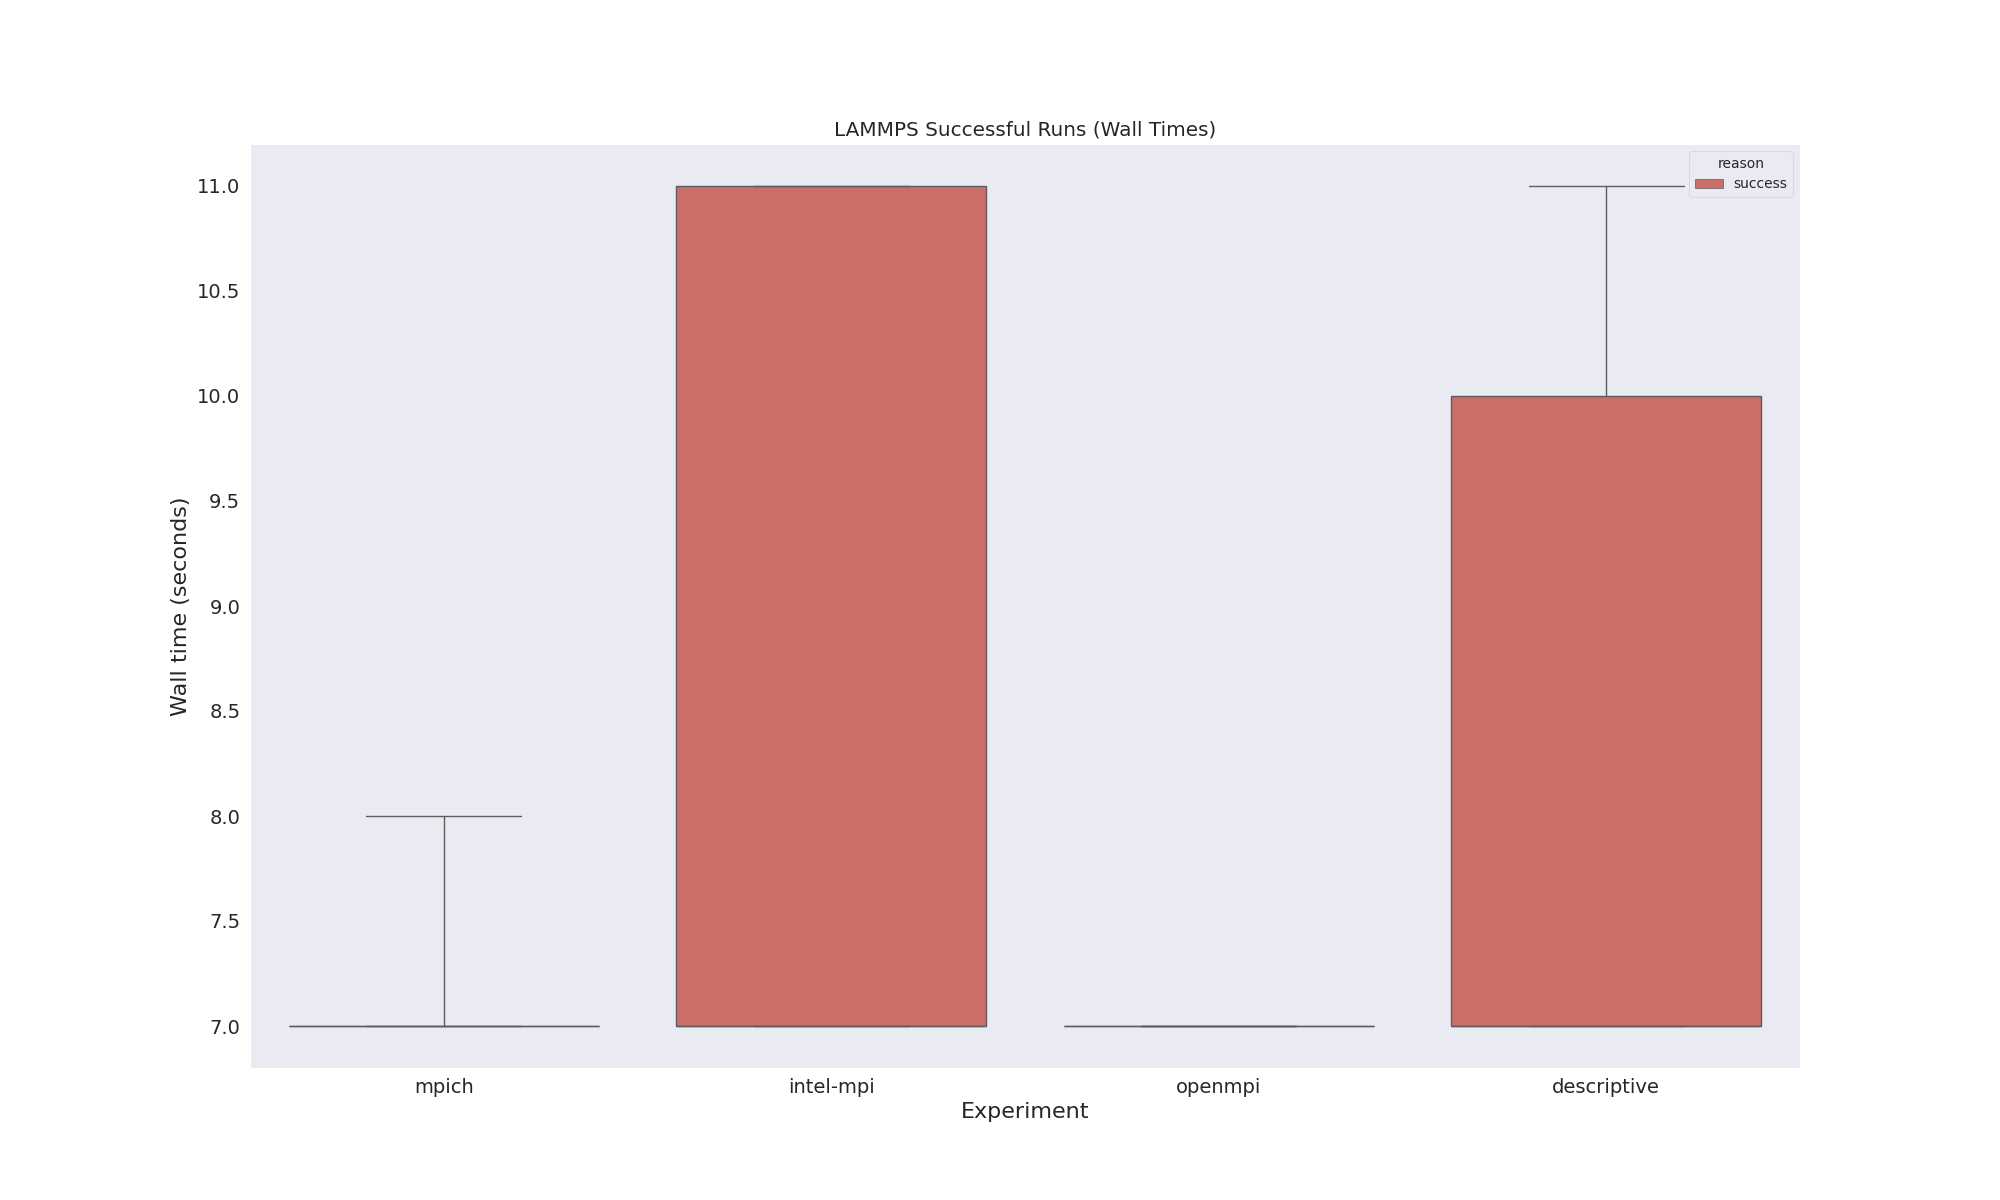 LAMMPS Successful Runs (Wall Times)
reason
success
11.0
10.5
10.0
9.5
9.0
8.5
8.0
7.5
7.0
Wall time (seconds)
mpich
intel-mpi
openmpi
descriptive
Experiment